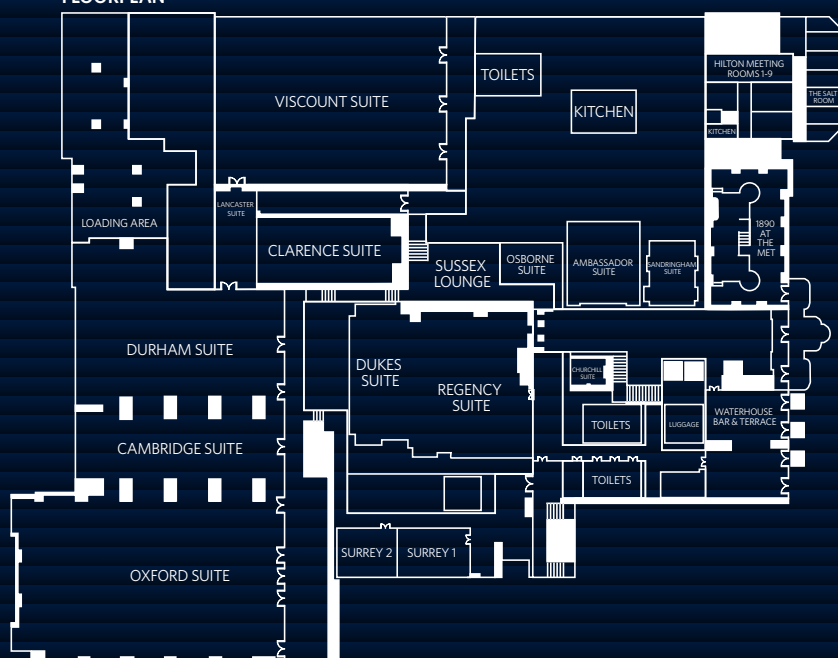 FLOORPLAN
VISCOUNT SUITE
TOILETS
KITCHEN
HILTON MEETING
ROOMS 1-9
THE SALT
ROOM
KITCHEN
LOADING AREA
LANCASTER
SUITE
CLARENCE SUITE
SUSSEX
LOUNGE
OSBORNE
SUITE
AMBASSADOR
SUITE
SANDRINGHAM
SUITE
1890
AT
THE
MET
DURHAM SUITE
DUKES
SUITE
REGENCY
SUITE
CHURCHILL
SUITE
TOILETS
LUGGAGE
WATERHOUSE
BAR & TERRACE
CAMBRIDGE SUITE
TOILETS
SURREY 2
SURREY 1
OXFORD SUITE